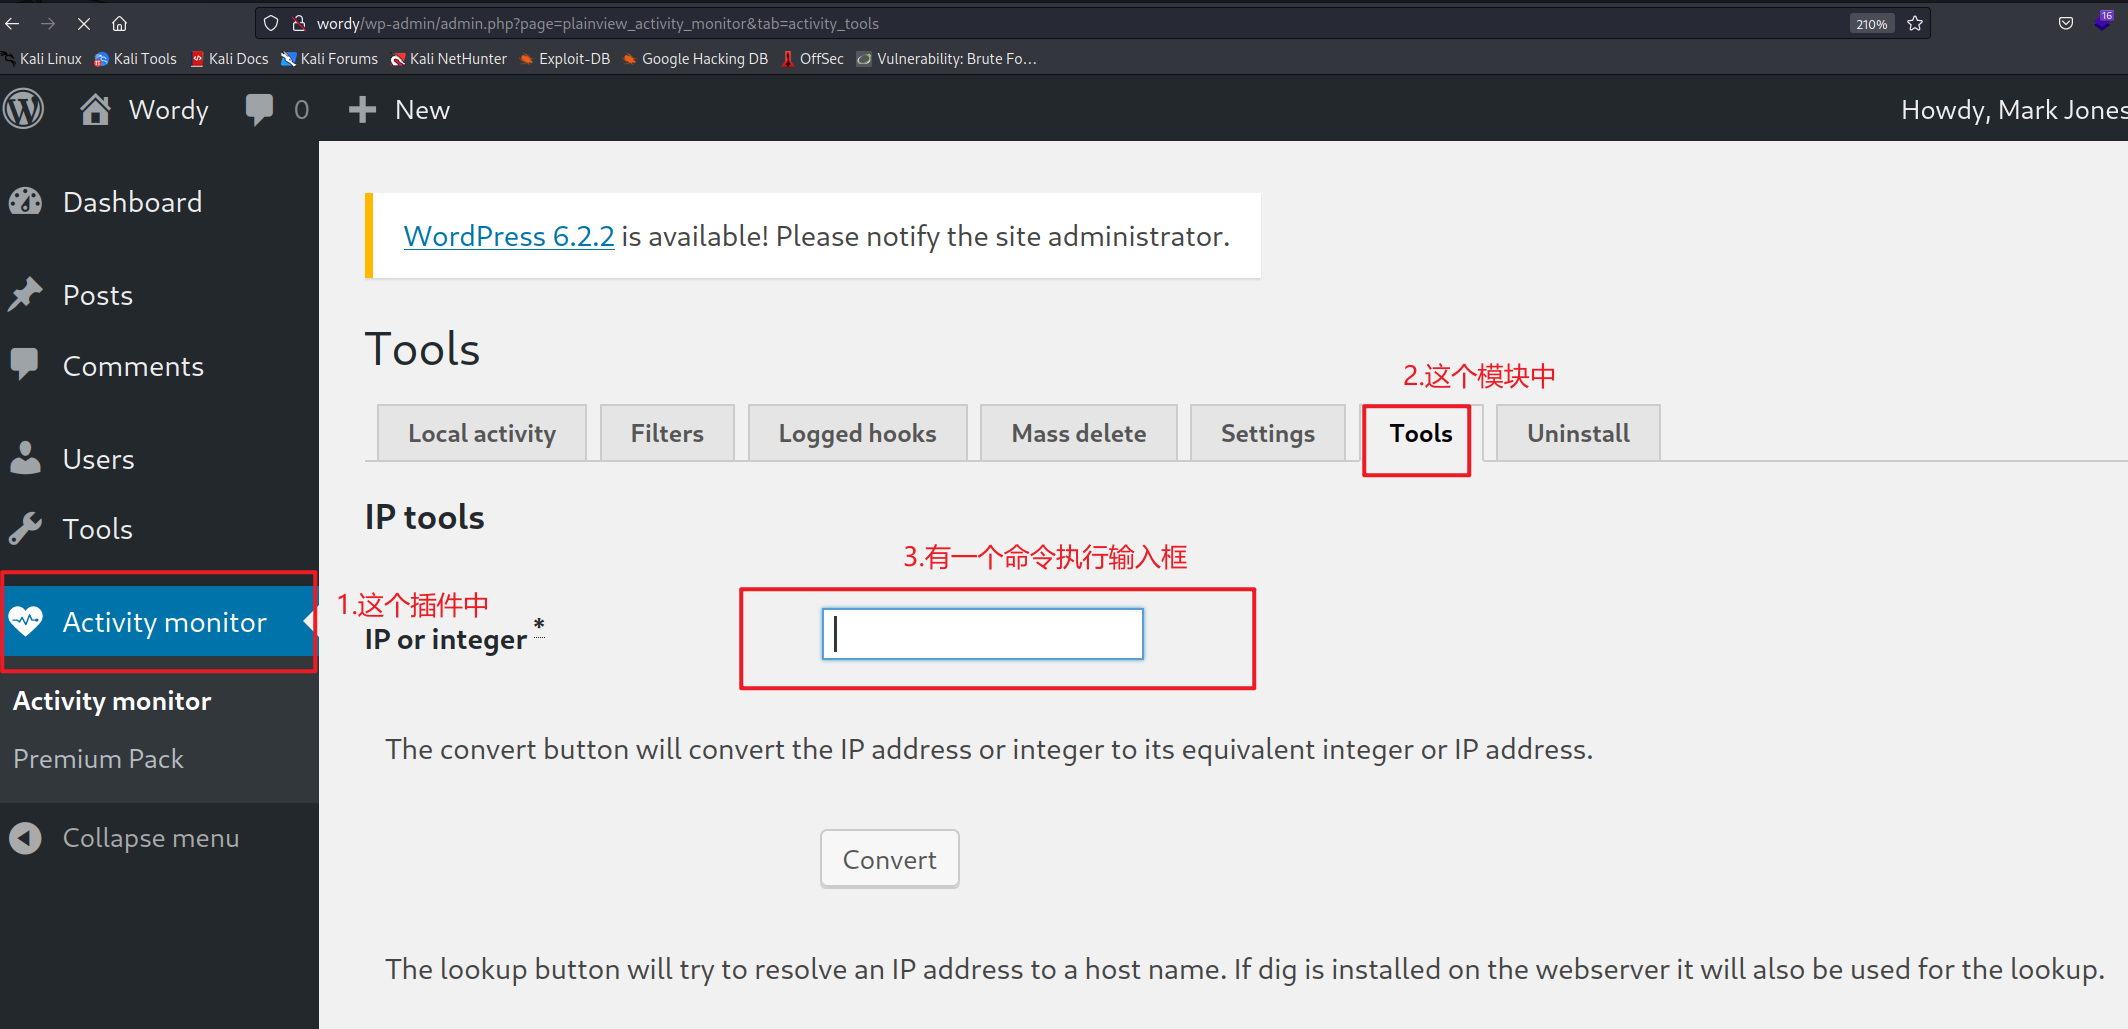 wordy/wp-admin/admin.php?page=plainview_activity_monitor&tab=activity_tools
210%
16
Kali Linux Kali Tools Kali Docs Kali Forums Kali NetHunter Exploit-DB Google Hacking DB OffSec Vulnerability: Brute Fo…
Wordy 0 New Howdy, Mark Jones
Dashboard
Posts
Comments
Users
Tools
Activity monitor
Activity monitor
Premium Pack
Collapse menu
WordPress 6.2.2 is available! Please notify the site administrator.
Tools
2.这个模块中
Local activity Filters Logged hooks Mass delete Settings Tools Uninstall
IP tools
3.有一个命令执行输入框
1.这个插件中
IP or integer *
The convert button will convert the IP address or integer to its equivalent integer or IP address.
Convert
The lookup button will try to resolve an IP address to a host name. If dig is installed on the webserver it will also be used for the lookup.